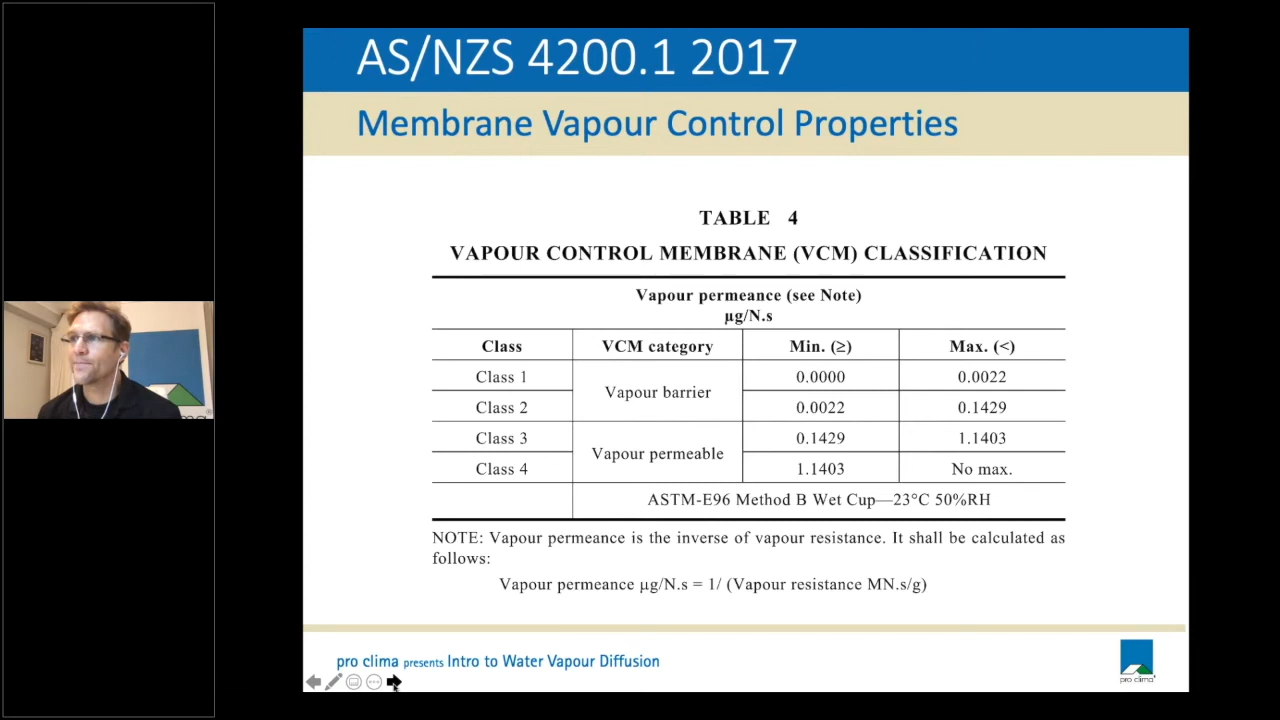 AS/NZS 4200.1 2017
Membrane Vapour Control Properties
TABLE 4
VAPOUR CONTROL MEMBRANE (VCM) CLASSIFICATION
Vapour permeance (see Note)
µg/N.s
Class VCM category Min. (≥) Max. (<)
Class 1 Vapour barrier 0.0000 0.0022
Class 2 0.0022 0.1429
Class 3 Vapour permeable 0.1429 1.1403
Class 4 1.1403 No max.
ASTM-E96 Method B Wet Cup—23°C 50%RH
NOTE: Vapour permeance is the inverse of vapour resistance. It shall be calculated as
follows:
Vapour permeance µg/N.s = 1/ (Vapour resistance MN.s/g)
pro clima presents Intro to Water Vapour Diffusion
pro clima